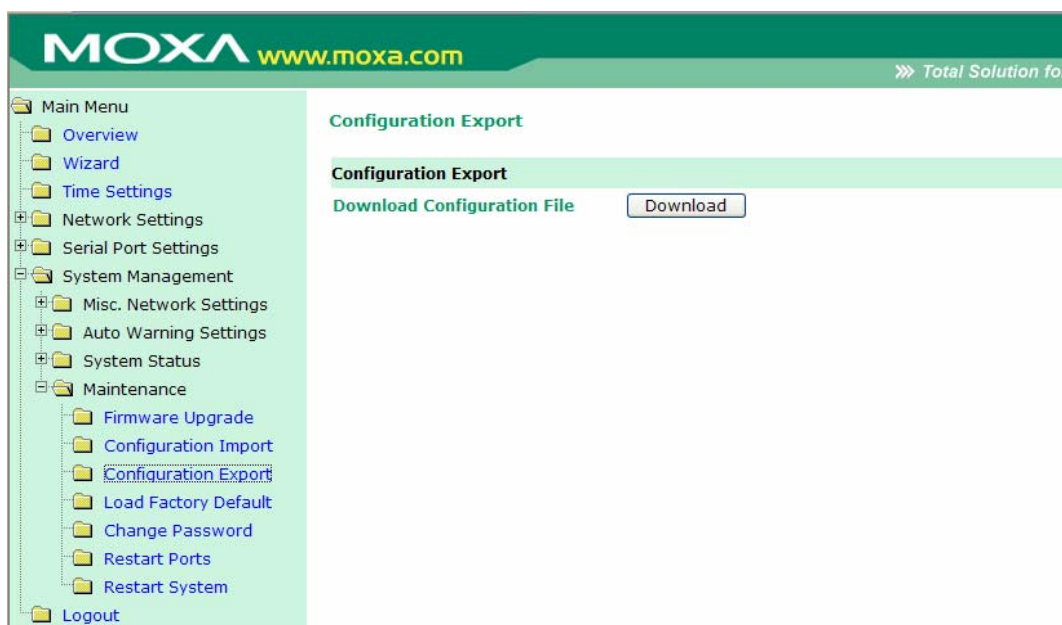 MOXA www.moxa.com
Total Solution fo
Main Menu
Overview
Wizard
Time Settings
Network Settings
Serial Port Settings
System Management
Misc. Network Settings
Auto Warning Settings
System Status
Maintenance
Firmware Upgrade
Configuration Import
Configuration Export
Load Factory Default
Change Password
Restart Ports
Restart System
Logout
Configuration Export
Configuration Export
Download Configuration File Download